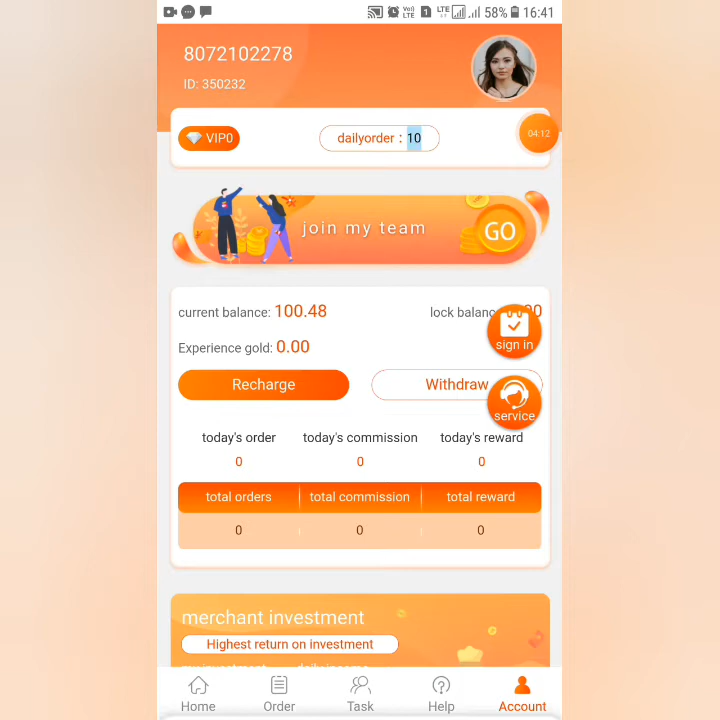 LTE 58% 16:41
8072102278
ID: 350232
VIP0
dailyorder : 10
04:12
join my team
GO
current balance: 100.48
lock balanc
sign in
Experience gold: 0.00
Recharge
Withdraw
service
today's order today's commission today's reward
0 0 0
total orders total commission total reward
0 0 0
merchant investment
Highest return on investment
Home Order Task Help Account